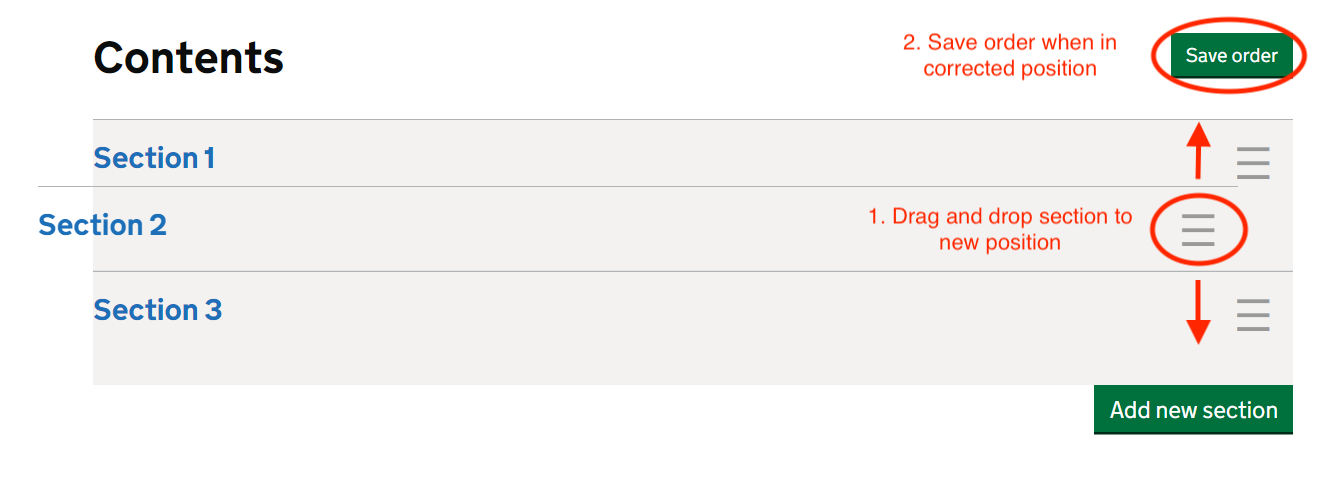 Contents
2. Save order when in
corrected position
Save order
Section 1
Section 2
1. Drag and drop section to
new position
Section 3
Add new section